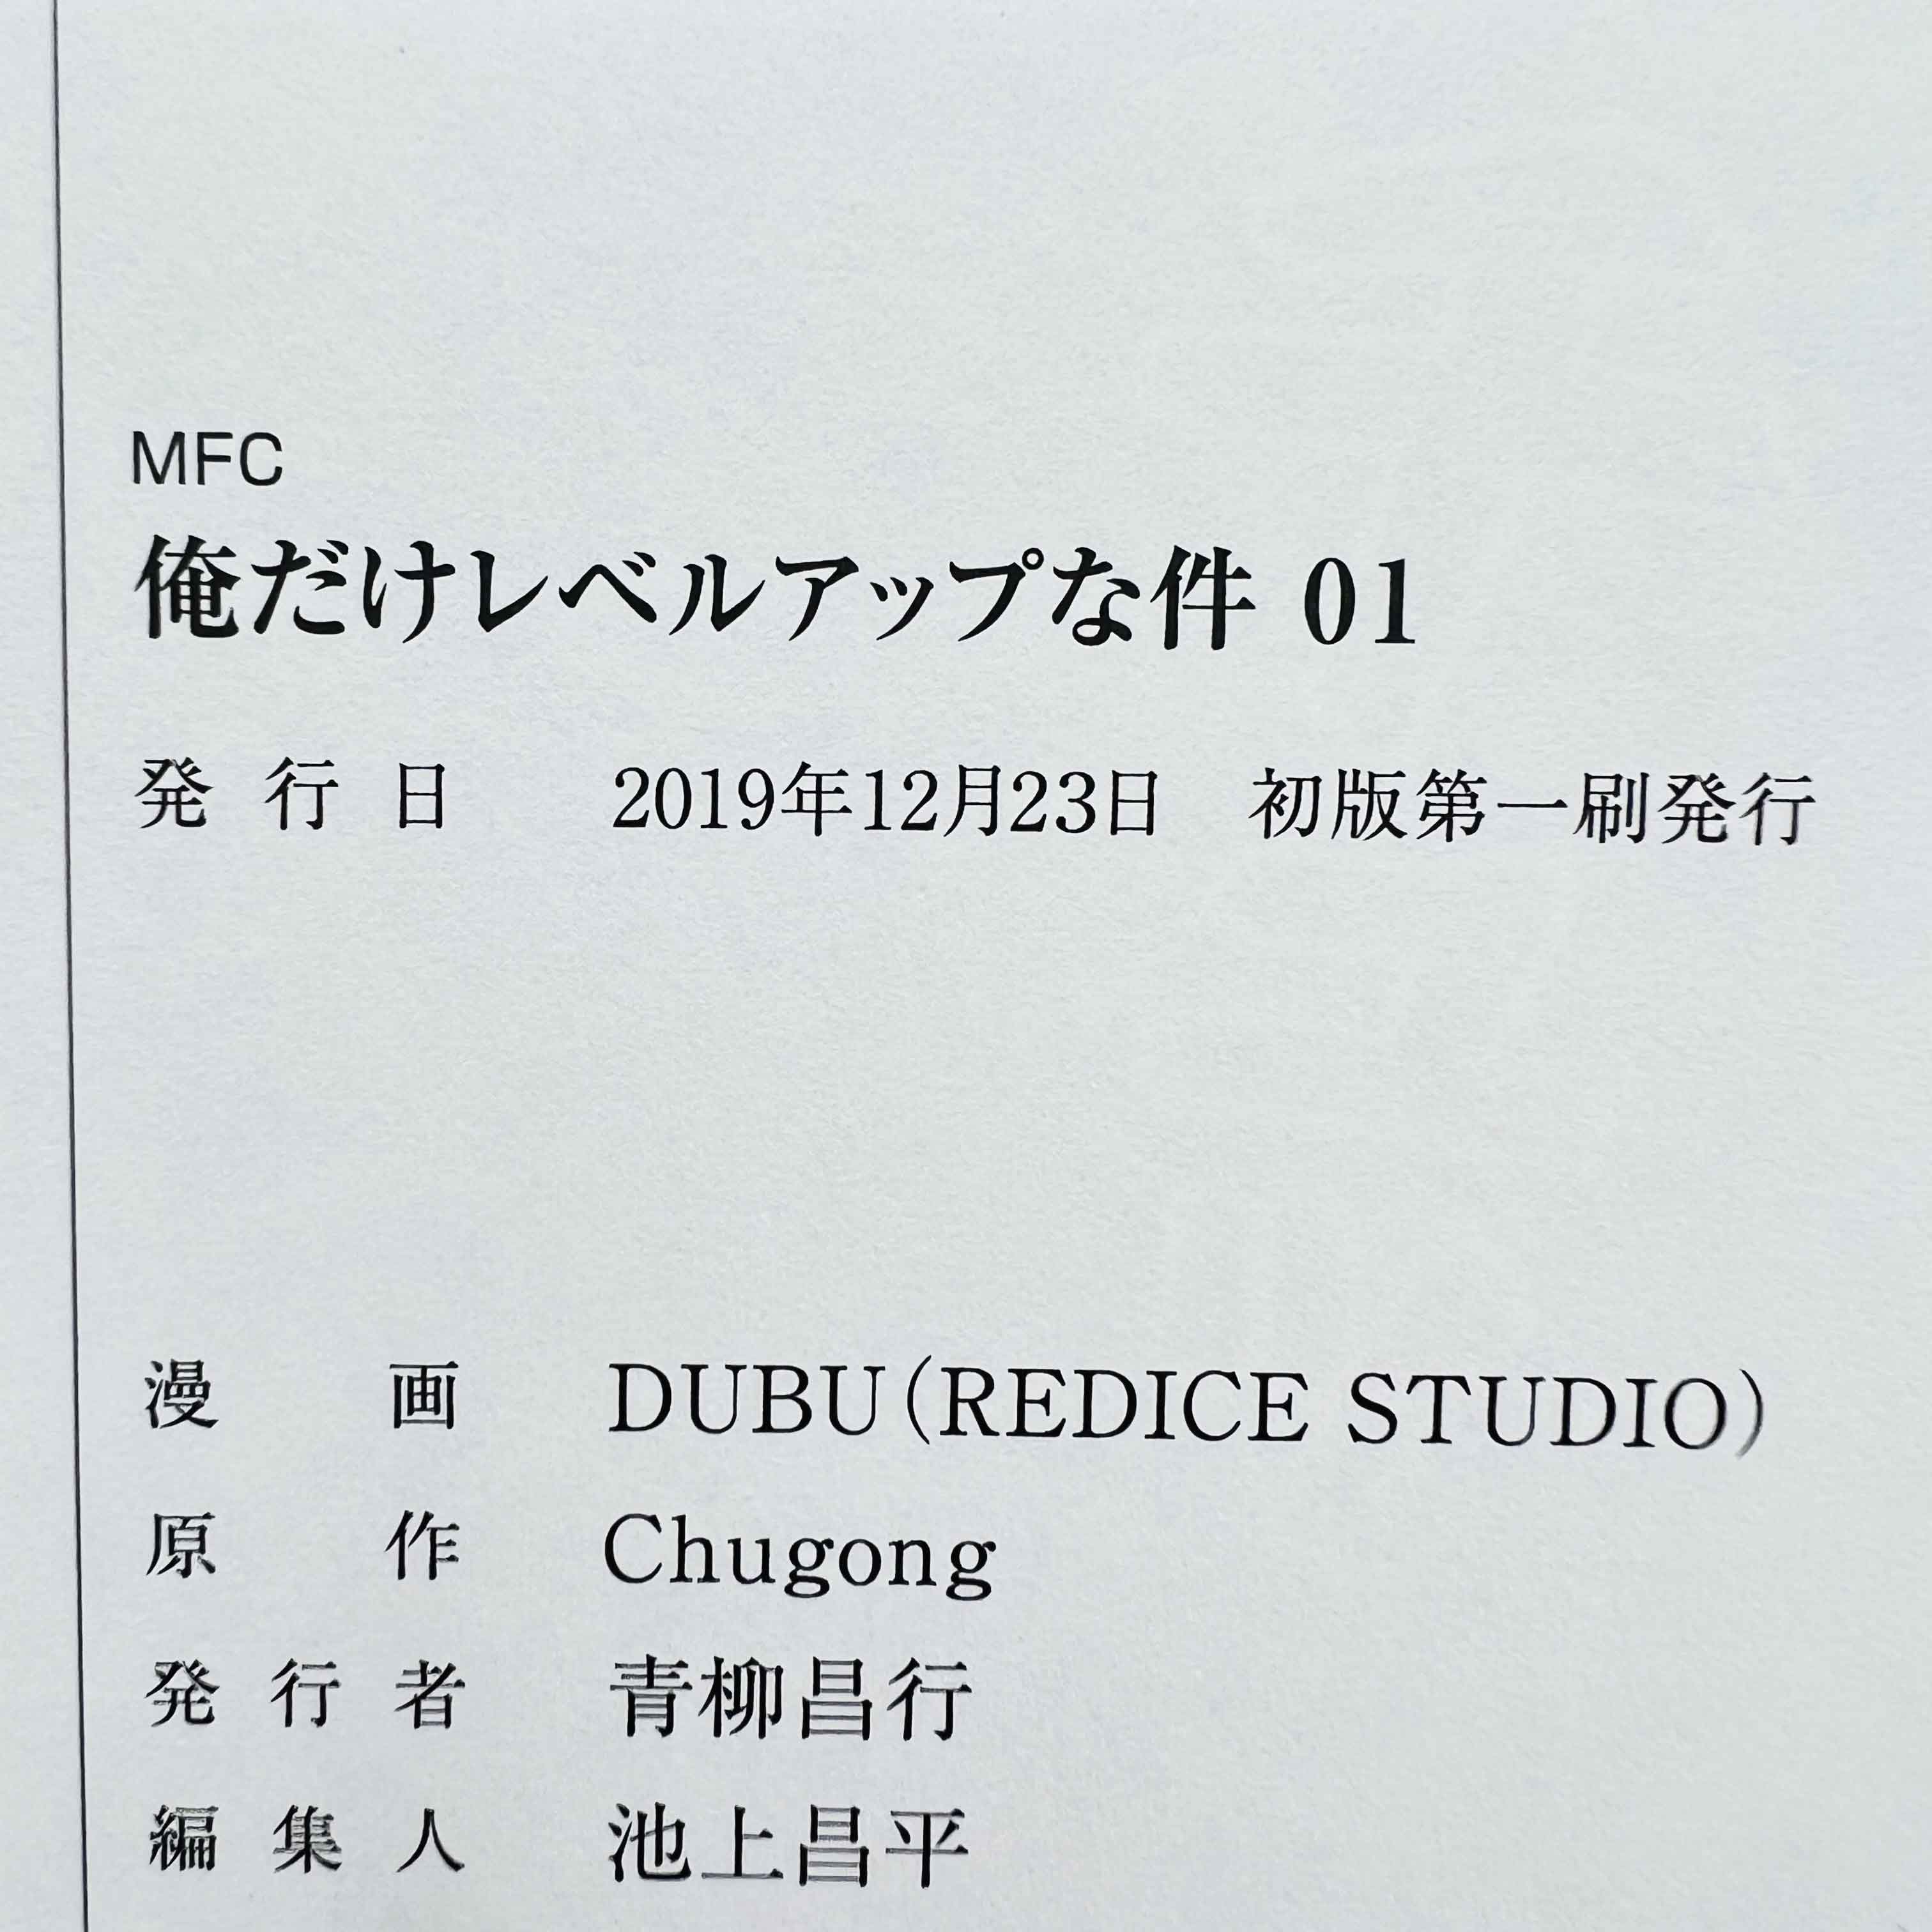 MFC
俺だけレベルアップな件 01
発行日 2019年12月23日 初版第一刷発行
漫画 DUBU(REDICE STUDIO)
原作 Chugong
発行者 青柳昌行
編集人 池上昌平